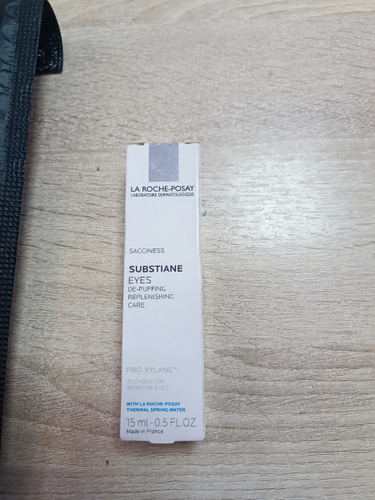 LA ROCHE-POSAY
LABORATOIRE DERMATOLOGIQUE
SAGGINESS
SUBSTIANE
EYES
DE-PUFFING
REPLENISHING
CARE
PRO-XYLANE™
SUITABLE FOR
SENSITIVE EYES
WITH LA ROCHE-POSAY
THERMAL SPRING WATER
15 ml - 0.5 FL.OZ.
Made in France